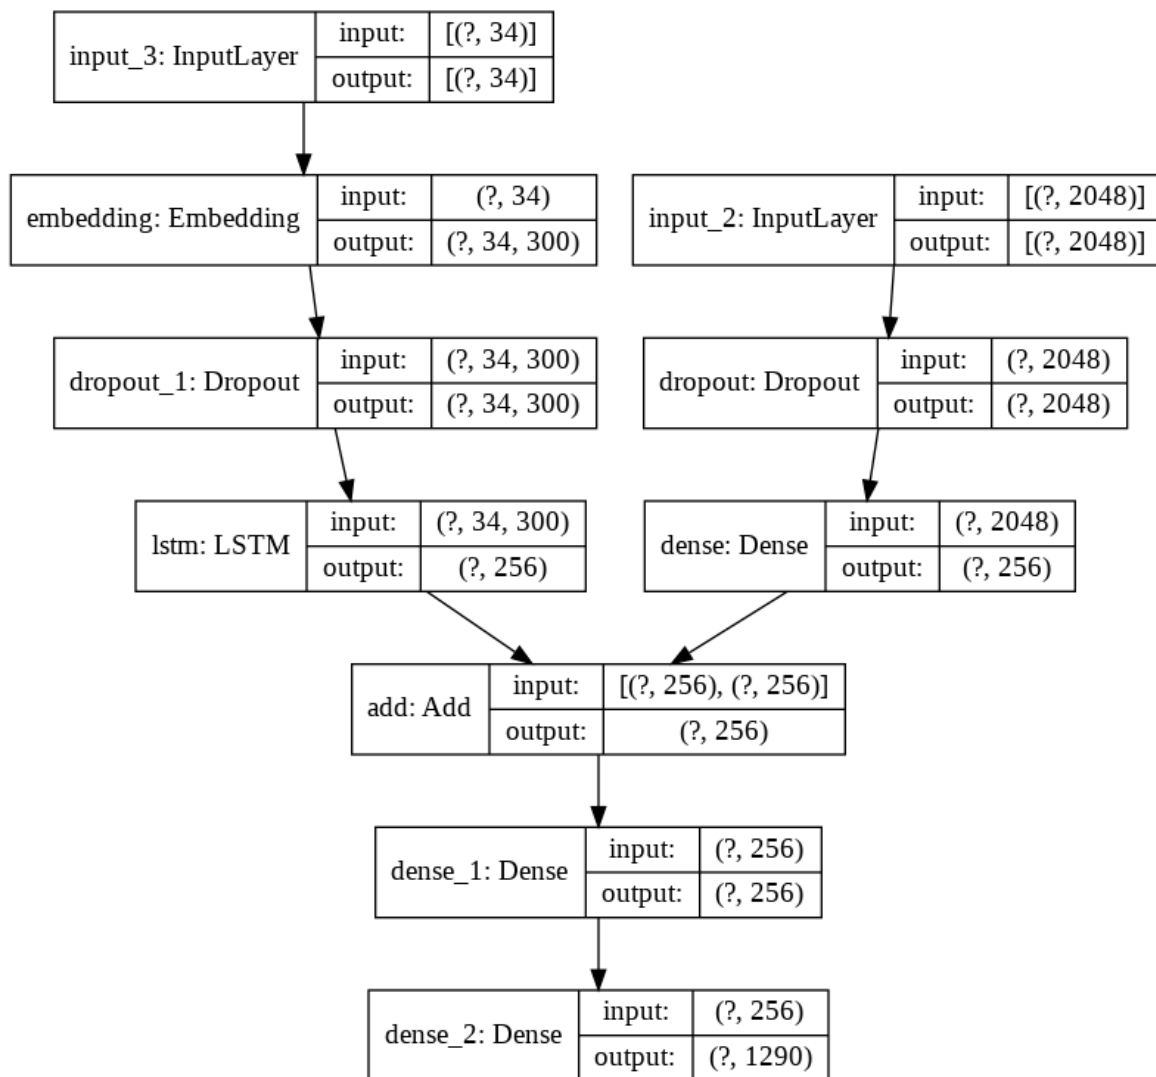 input_3: InputLayer
input: [(?, 34)]
output: [(?, 34)]
embedding: Embedding
input: (?, 34)
output: (?, 34, 300)
input_2: InputLayer
input: [(?, 2048)]
output: [(?, 2048)]
dropout_1: Dropout
input: (?, 34, 300)
output: (?, 34, 300)
dropout: Dropout
input: (?, 2048)
output: (?, 2048)
lstm: LSTM
input: (?, 34, 300)
output: (?, 256)
dense: Dense
input: (?, 2048)
output: (?, 256)
add: Add
input: [(?, 256), (?, 256)]
output: (?, 256)
dense_1: Dense
input: (?, 256)
output: (?, 256)
dense_2: Dense
input: (?, 256)
output: (?, 1290)